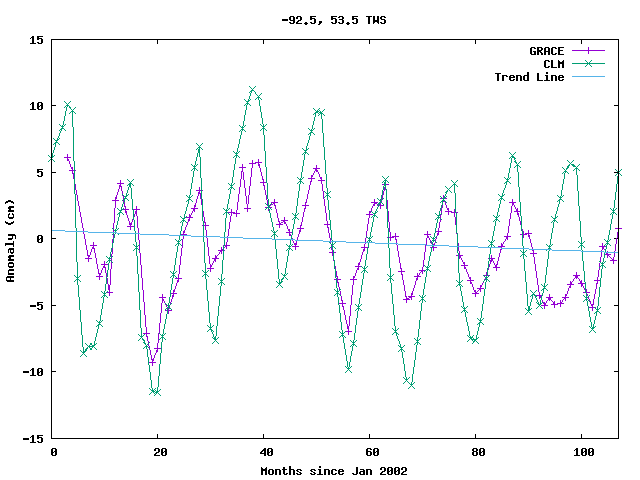 -92.5, 53.5 TWS
GRACE
CLM
Trend Line
15
10
5
0
-5
-10
-15
Anomaly (cm)
0 20 40 60 80 100
Months since Jan 2002